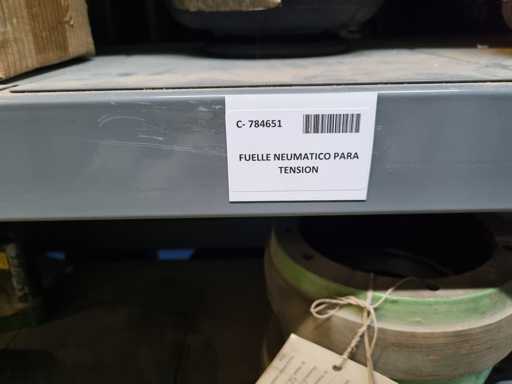 C- 784651
FUELLE NEUMATICO PARA
TENSION